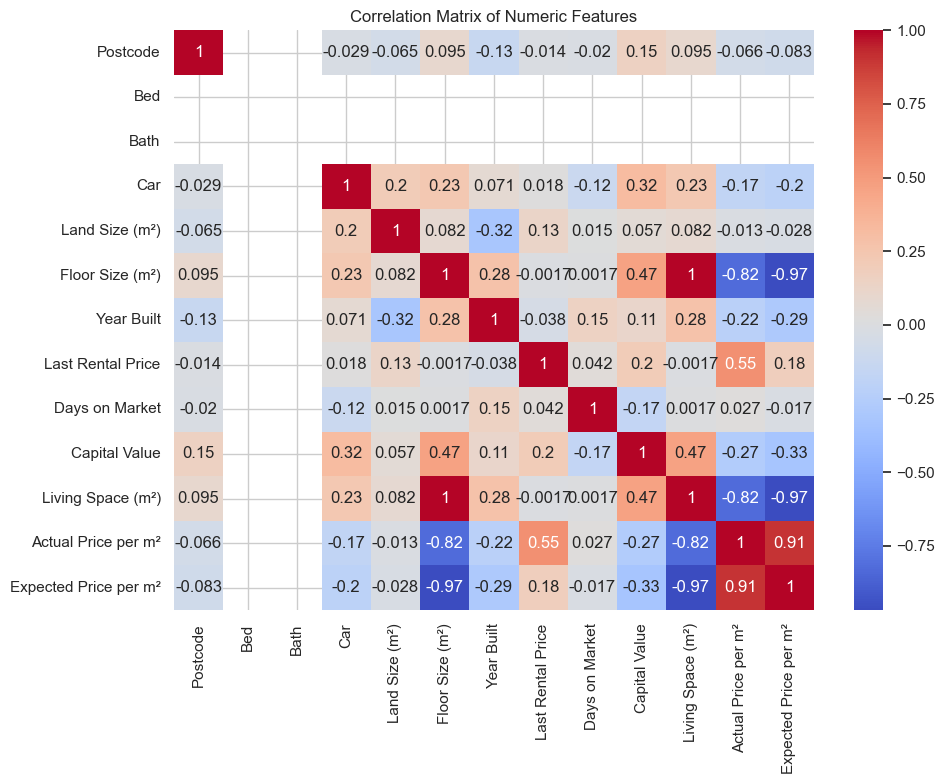 Correlation Matrix of Numeric Features
Postcode 1 -0.029 -0.065 0.095 -0.13 -0.014 -0.02 0.15 0.095 -0.066 -0.083
Bed
Bath
Car -0.029 1 0.2 0.23 0.071 0.018 -0.12 0.32 0.23 -0.17 -0.2
Land Size (m²) -0.065 0.2 1 0.082 -0.32 0.13 0.015 0.057 0.082 -0.013 -0.028
Floor Size (m²) 0.095 0.23 0.082 1 0.28 -0.0017 0.0017 0.47 1 -0.82 -0.97
Year Built -0.13 0.071 -0.32 0.28 1 -0.038 0.15 0.11 0.28 -0.22 -0.29
Last Rental Price -0.014 0.018 0.13 -0.0017 -0.038 1 0.042 0.2 -0.0017 0.55 0.18
Days on Market -0.02 -0.12 0.015 0.0017 0.15 0.042 1 -0.17 0.0017 0.027 -0.017
Capital Value 0.15 0.32 0.057 0.47 0.11 0.2 -0.17 1 0.47 -0.27 -0.33
Living Space (m²) 0.095 0.23 0.082 1 0.28 -0.0017 0.0017 0.47 1 -0.82 -0.97
Actual Price per m² -0.066 -0.17 -0.013 -0.82 -0.22 0.55 0.027 -0.27 -0.82 1 0.91
Expected Price per m² -0.083 -0.2 -0.028 -0.97 -0.29 0.18 -0.017 -0.33 -0.97 0.91 1
Postcode
Bed
Bath
Car
Land Size (m²)
Floor Size (m²)
Year Built
Last Rental Price
Days on Market
Capital Value
Living Space (m²)
Actual Price per m²
Expected Price per m²
1.00
0.75
0.50
0.25
0.00
−0.25
−0.50
−0.75